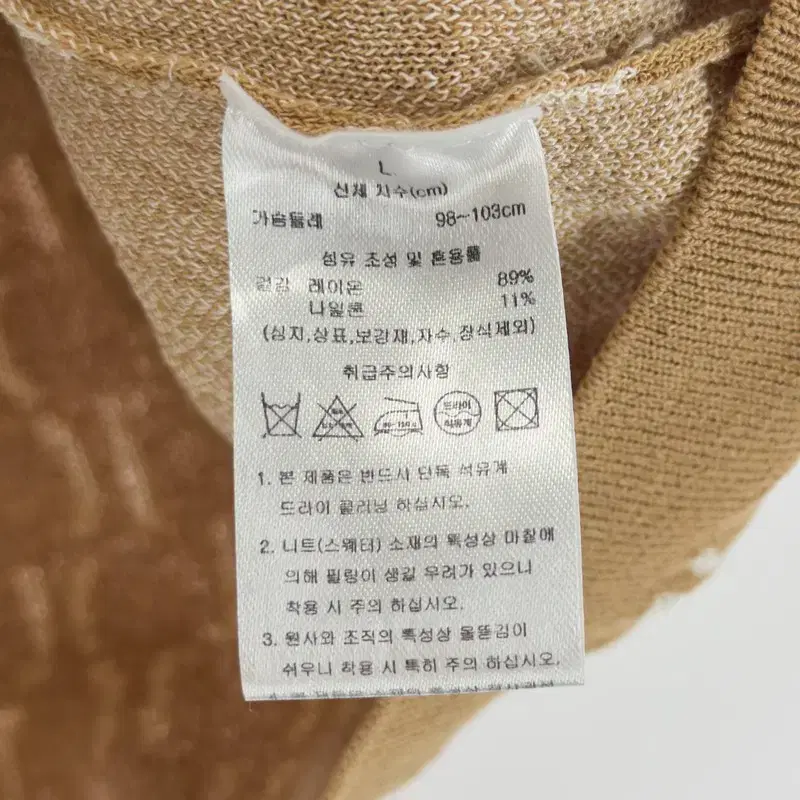 L
신체 치수(cm)
가슴둘레 98~103cm
섬유 조성 및 혼용률
겉감 레이온 89%
나일론 11%
(심지,상표,보강재,자수,장식제외)
취급주의사항
드라이
석유계
1. 본 제품은 반드시 단독 석유계
드라이 클리닝 하십시오.
2. 니트(스웨터) 소재의 특성상 마찰에
의해 필링이 생길 우려가 있으니
착용 시 주의 하십시오.
3. 원사와 조직의 특성상 올뜯김이
쉬우니 착용 시 특히 주의 하십시오.